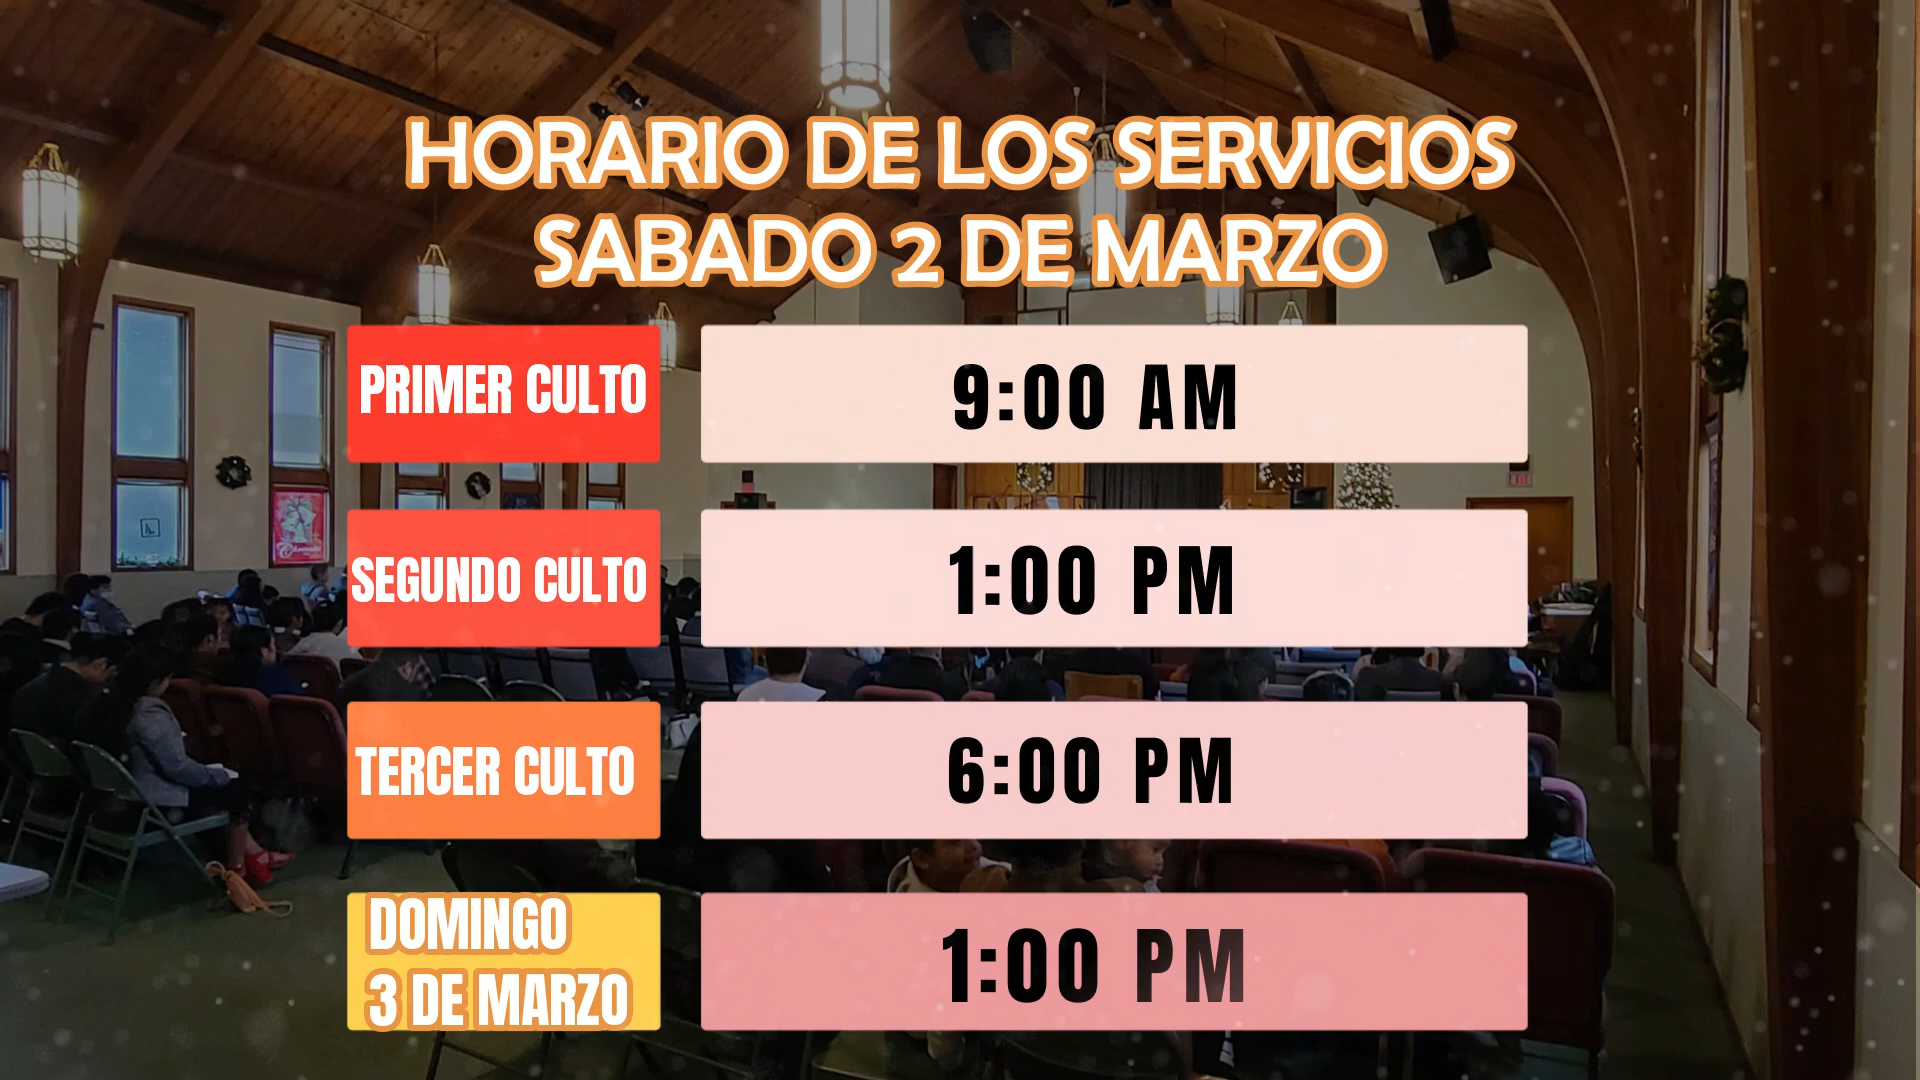 HORARIO DE LOS SERVICIOS
SABADO 2 DE MARZO
PRIMER CULTO
9:00 AM
SEGUNDO CULTO
1:00 PM
TERCER CULTO
6:00 PM
DOMINGO
3 DE MARZO
1:00 PM